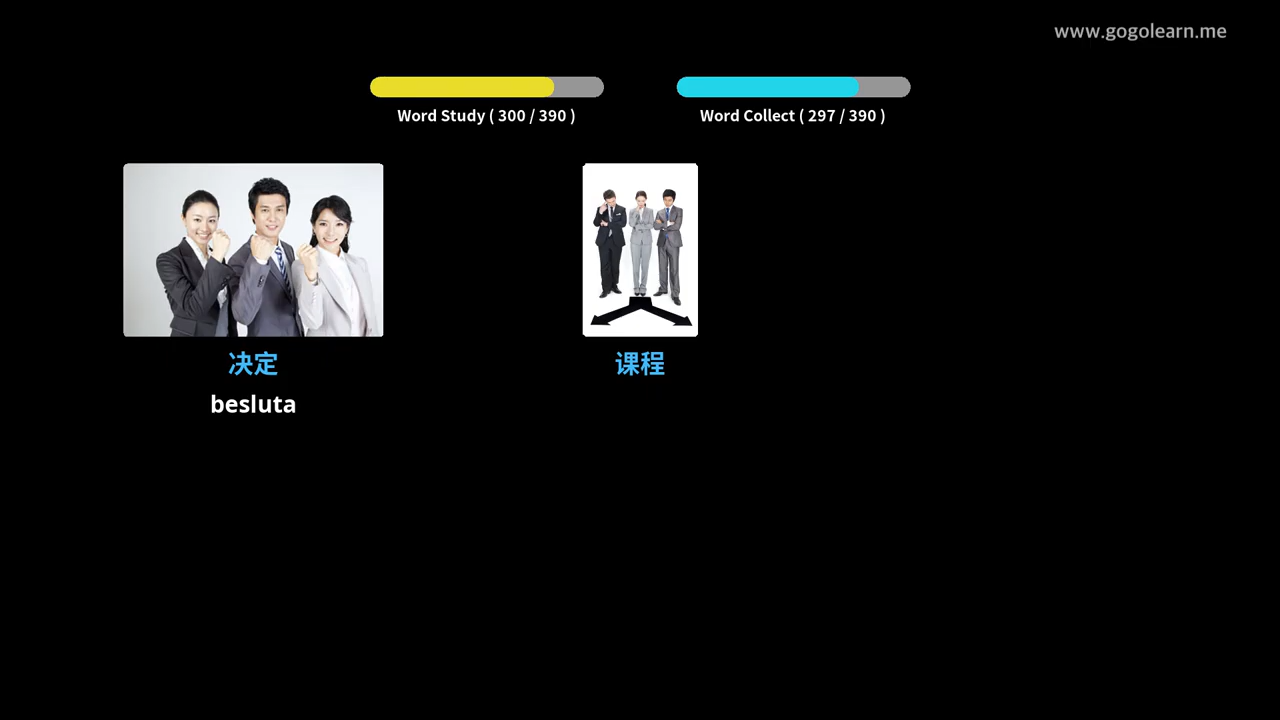 www.gogolearn.me
Word Study ( 300 / 390 )
Word Collect ( 297 / 390 )
决定
课程
besluta